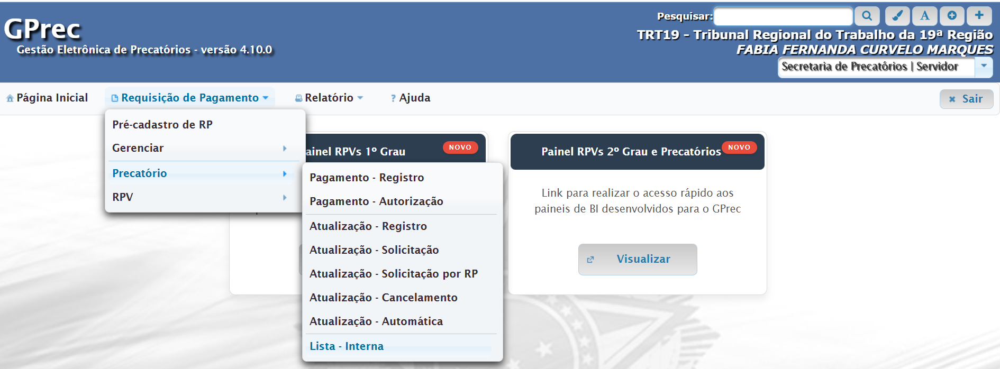 GPrec
Gestão Eletrônica de Precatórios - versão 4.10.0
Pesquisar:
A
TRT19 - Tribunal Regional do Trabalho da 19ª Região
FABIA FERNANDA CURVELO MARQUES
Secretaria de Precatórios | Servidor
Página Inicial
Requisição de Pagamento
Relatório
? Ajuda
Sair
Pré-cadastro de RP
Gerenciar
Precatório
RPV
ainel RPVs 1º Grau
NOVO
Pagamento - Registro
Pagamento - Autorização
Atualização - Registro
Atualização - Solicitação
Atualização - Solicitação por RP
Atualização - Cancelamento
Atualização - Automática
Lista - Interna
Painel RPVs 2º Grau e Precatórios
NOVO
Link para realizar o acesso rápido aos
paineis de BI desenvolvidos para o GPrec
Visualizar